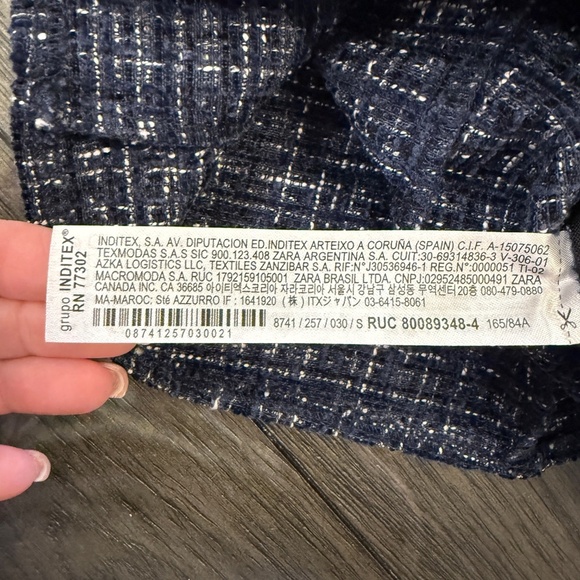 grupo INDITEX®
RN 77302
INDITEX, S.A. AV. DIPUTACION ED.INDITEX ARTEIXO A CORUÑA (SPAIN) C.I.F. A-15075062
TEXMODAS S.A.S SIC 900.123.408 ZARA ARGENTINA S.A. CUIT:30-69314836-3 V-306-01
AZKA LOGISTICS LLC, TEXTILES ZANZIBAR S.A. RIF:N°J30536946-1 REG.N°:0000051 TI-02
MACROMODA S.A. RUC 1792159105001 ZARA BRASIL LTDA. CNPJ:02952485000491 ZARA
CANADA INC. CA 36685 아이티엑스코리아 자라코리아 서울시 강남구 삼성동 무역센터 20층 080-479-0880
MA-MAROC: Sté AZZURRO IF : 1641920 (株) ITXジャパン 03-6415-8061
08741257030021
8741 / 257 / 030 / S RUC 80089348-4 165/84A